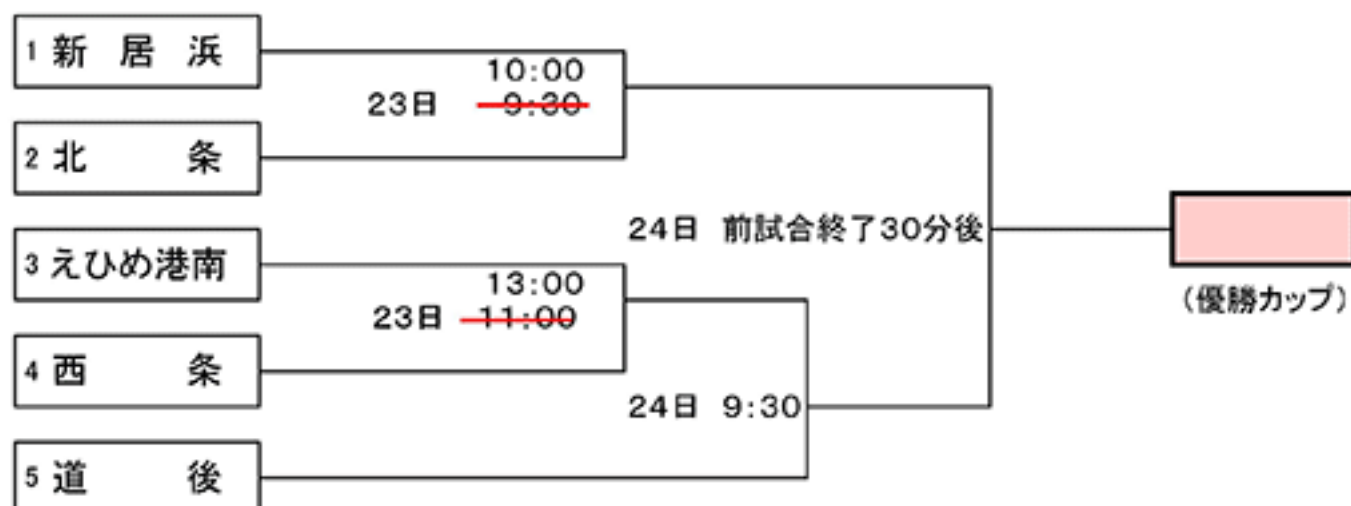 1 新居浜
10:00
23日 9:30
2 北条
24日 前試合終了30分後
3 えひめ港南
13:00
23日 11:00
(優勝カップ)
4 西条
24日 9:30
5 道後